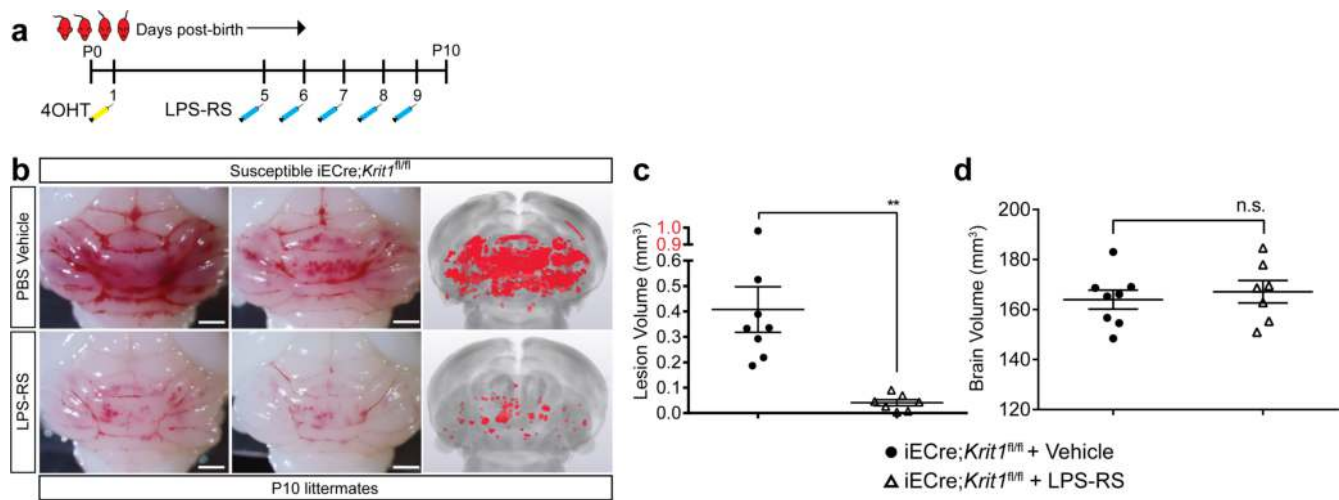 a
Days post-birth
P0
P10
1
5
6
7
8
9
4OHT
LPS-RS
b
Susceptible iECre;Krit1fl/fl
PBS Vehicle
LPS-RS
P10 littermates
c
**
Lesion Volume (mm³)
1.0
0.9
0.6
0.5
0.4
0.3
0.2
0.1
0.0
d
n.s.
Brain Volume (mm³)
200
180
160
140
120
iECre;Krit1fl/fl + Vehicle
iECre;Krit1fl/fl + LPS-RS